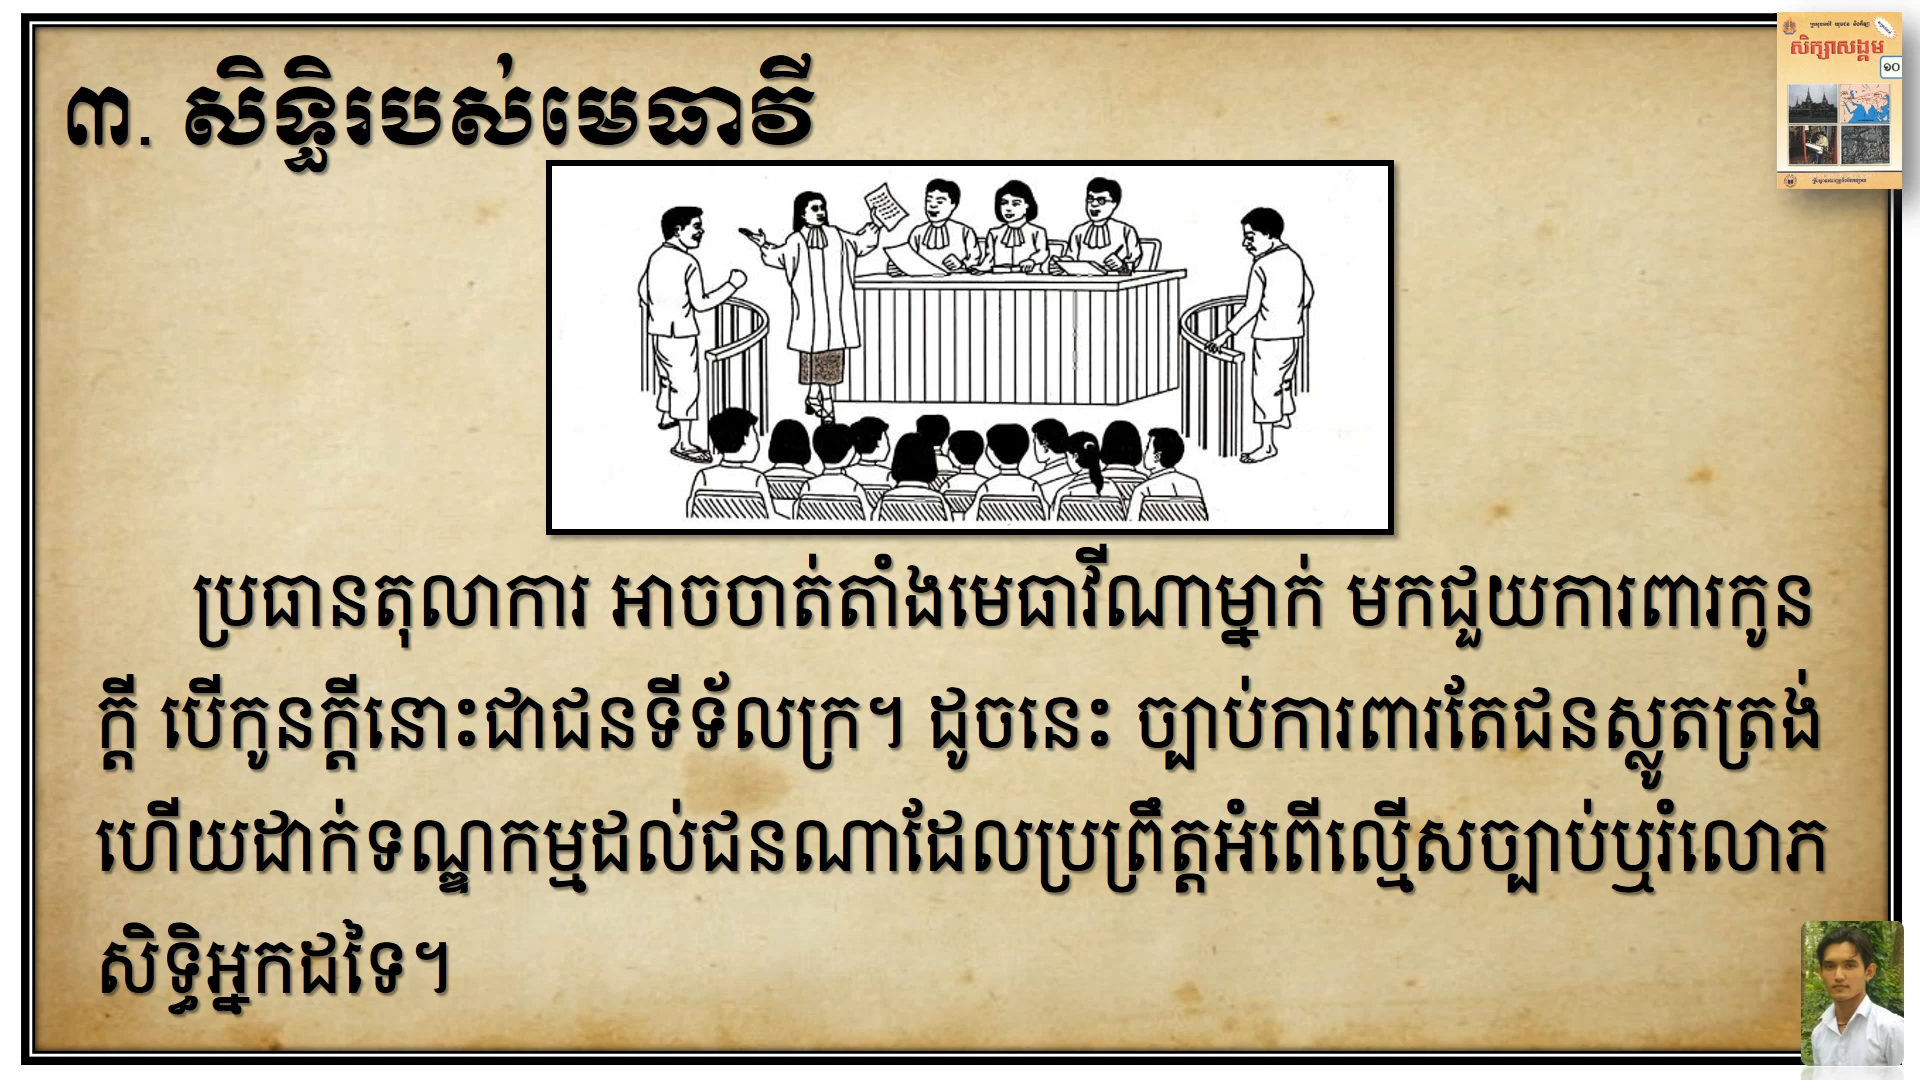 ៣. សិទ្ធិរបស់មេធាវី
សិក្សាសង្គម
១០
ប្រធានតុលាការ អាចចាត់តាំងមេធាវីណាម្នាក់ មកជួយការពារកូន
ក្ដី បើកូនក្ដីនោះជាជនទីទ័លក្រ។ ដូចនេះ ច្បាប់ការពារតែជនស្លូតត្រង់
ហើយដាក់ទណ្ឌកម្មដល់ជនណាដែលប្រព្រឹត្តអំពើល្មើសច្បាប់ឬរំលោភ
សិទ្ធិអ្នកដទៃ។